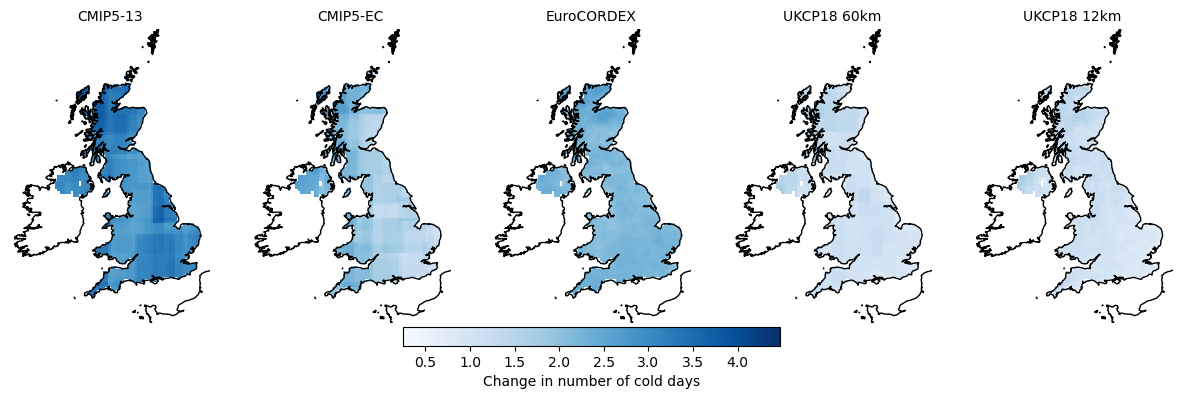 CMIP5-13
CMIP5-EC
EuroCORDEX
UKCP18 60km
UKCP18 12km
0.5 1.0 1.5 2.0 2.5 3.0 3.5 4.0
Change in number of cold days